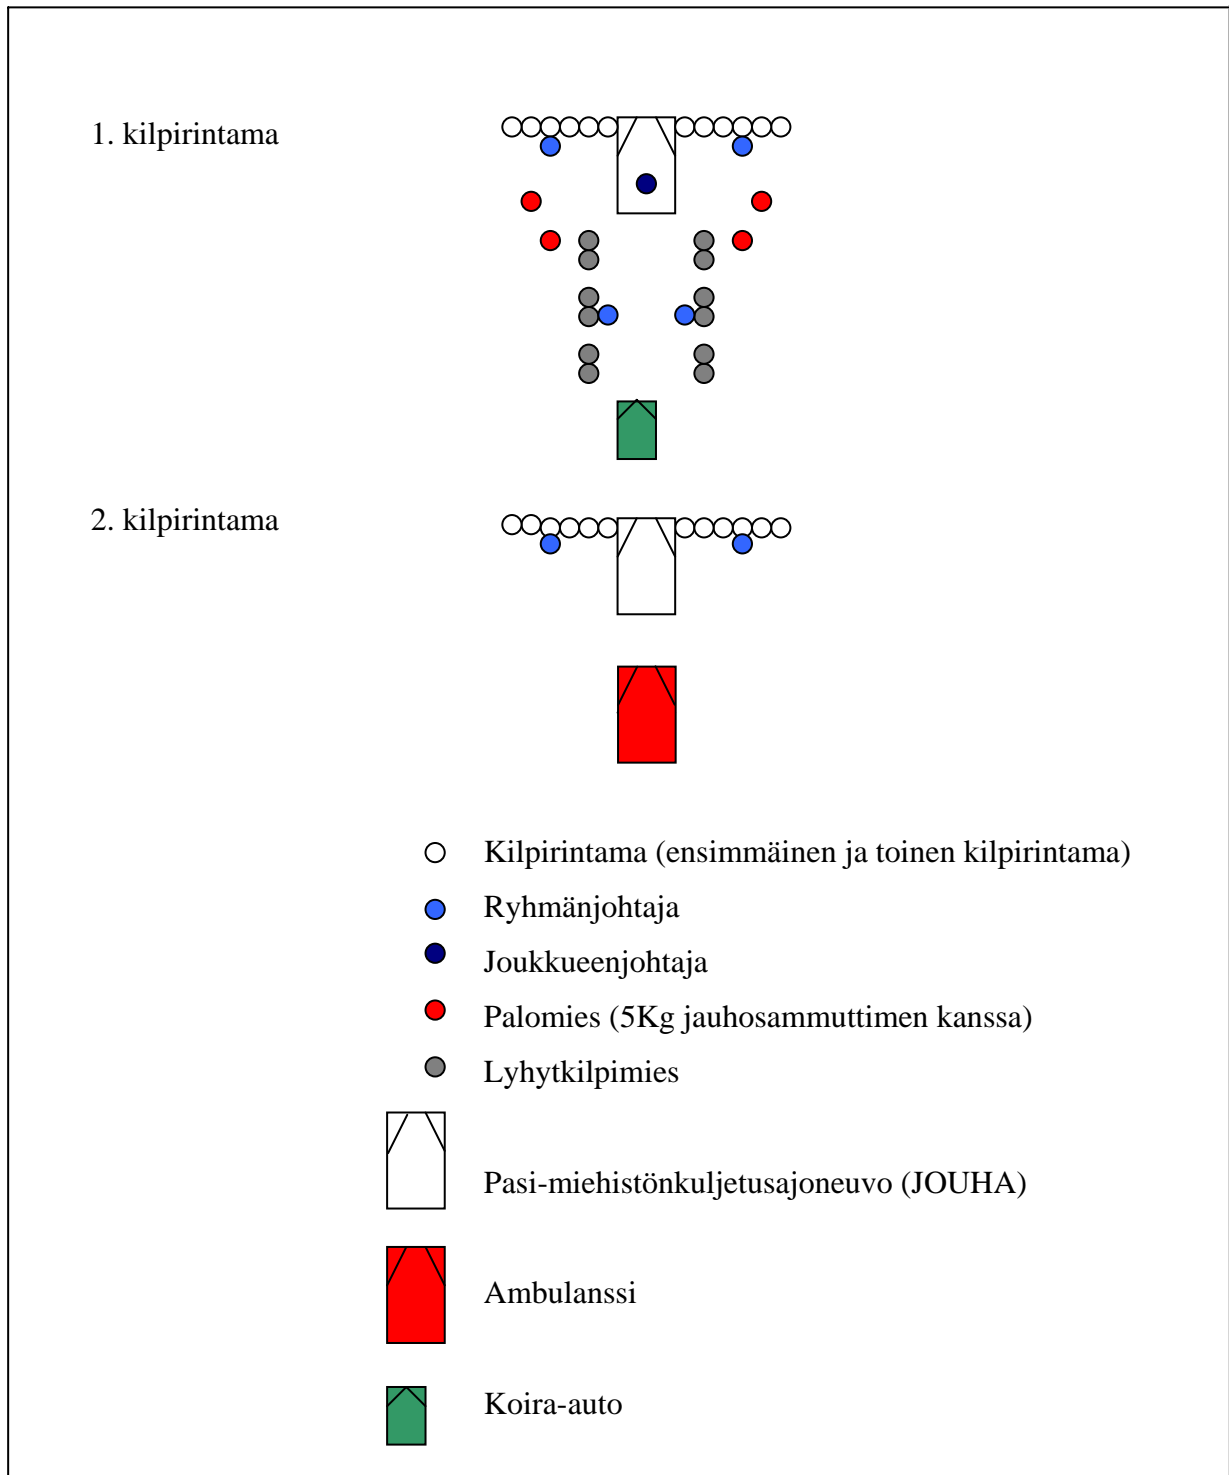 1. kilpirintama
2. kilpirintama
Kilpirintama (ensimmäinen ja toinen kilpirintama)
Ryhmänjohtaja
Joukkueenjohtaja
Palomies (5Kg jauhosammuttimen kanssa)
Lyhytkilpimies
Pasi-miehistönkuljetusajoneuvo (JOUHA)
Ambulanssi
Koira-auto